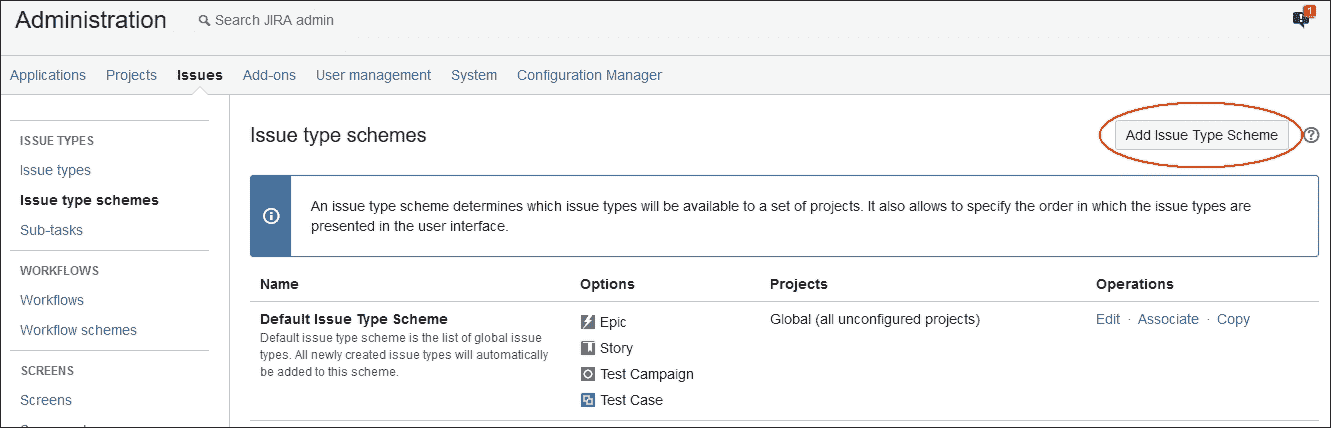 Administration
Search JIRA admin
1
Applications Projects Issues Add-ons User management System Configuration Manager
ISSUE TYPES
Issue types
Issue type schemes
Sub-tasks
WORKFLOWS
Workflows
Workflow schemes
SCREENS
Screens
Issue type schemes
Add Issue Type Scheme ?
An issue type scheme determines which issue types will be available to a set of projects. It also allows to specify the order in which the issue types are
presented in the user interface.
Name Options Projects Operations
Default Issue Type Scheme
Default issue type scheme is the list of global issue
types. All newly created issue types will automatically
be added to this scheme.
Epic
Story
Test Campaign
Test Case
Global (all unconfigured projects)
Edit · Associate · Copy